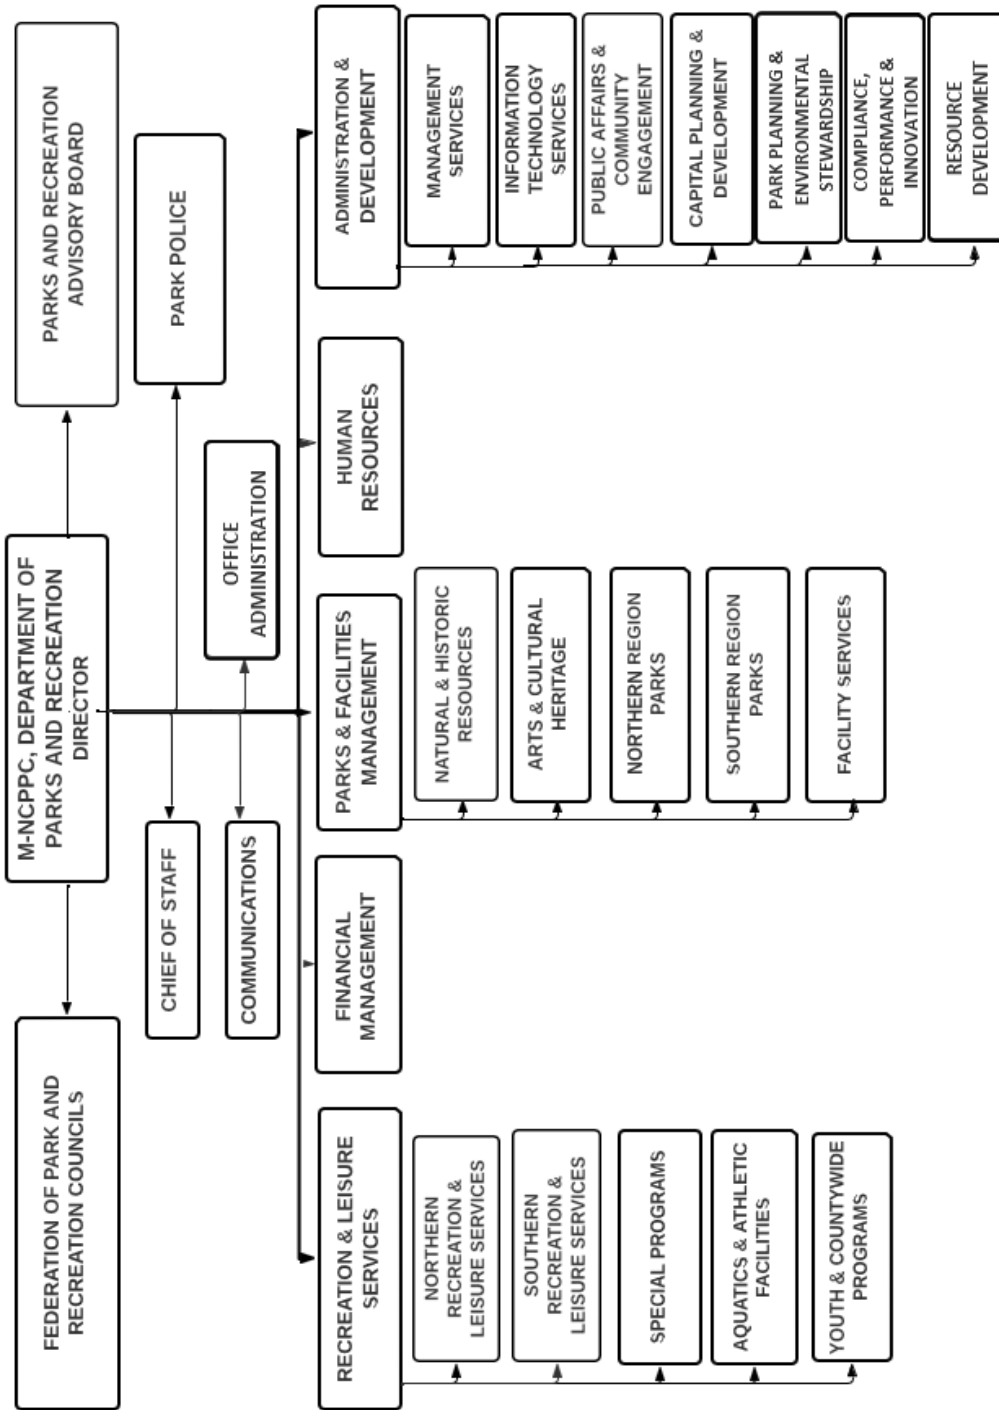 M-NCPPC, DEPARTMENT OF
PARKS AND RECREATION
DIRECTOR
FEDERATION OF PARK AND
RECREATION COUNCILS
PARKS AND RECREATION
ADVISORY BOARD
CHIEF OF STAFF
PARK POLICE
COMMUNICATIONS
OFFICE
ADMINISTRATION
RECREATION & LEISURE
SERVICES
NORTHERN
RECREATION &
LEISURE SERVICES
SOUTHERN
RECREATION &
LEISURE SERVICES
SPECIAL PROGRAMS
AQUATICS & ATHLETIC
FACILITIES
YOUTH & COUNTYWIDE
PROGRAMS
FINANCIAL
MANAGEMENT
PARKS & FACILITIES
MANAGEMENT
NATURAL & HISTORIC
RESOURCES
ARTS & CULTURAL
HERITAGE
NORTHERN REGION
PARKS
SOUTHERN REGION
PARKS
FACILITY SERVICES
HUMAN
RESOURCES
ADMINISTRATION &
DEVELOPMENT
MANAGEMENT
SERVICES
INFORMATION
TECHNOLOGY
SERVICES
PUBLIC AFFAIRS &
COMMUNITY
ENGAGEMENT
CAPITAL PLANNING &
DEVELOPMENT
PARK PLANNING &
ENVIRONMENTAL
STEWARDSHIP
COMPLIANCE,
PERFORMANCE &
INNOVATION
RESOURCE
DEVELOPMENT